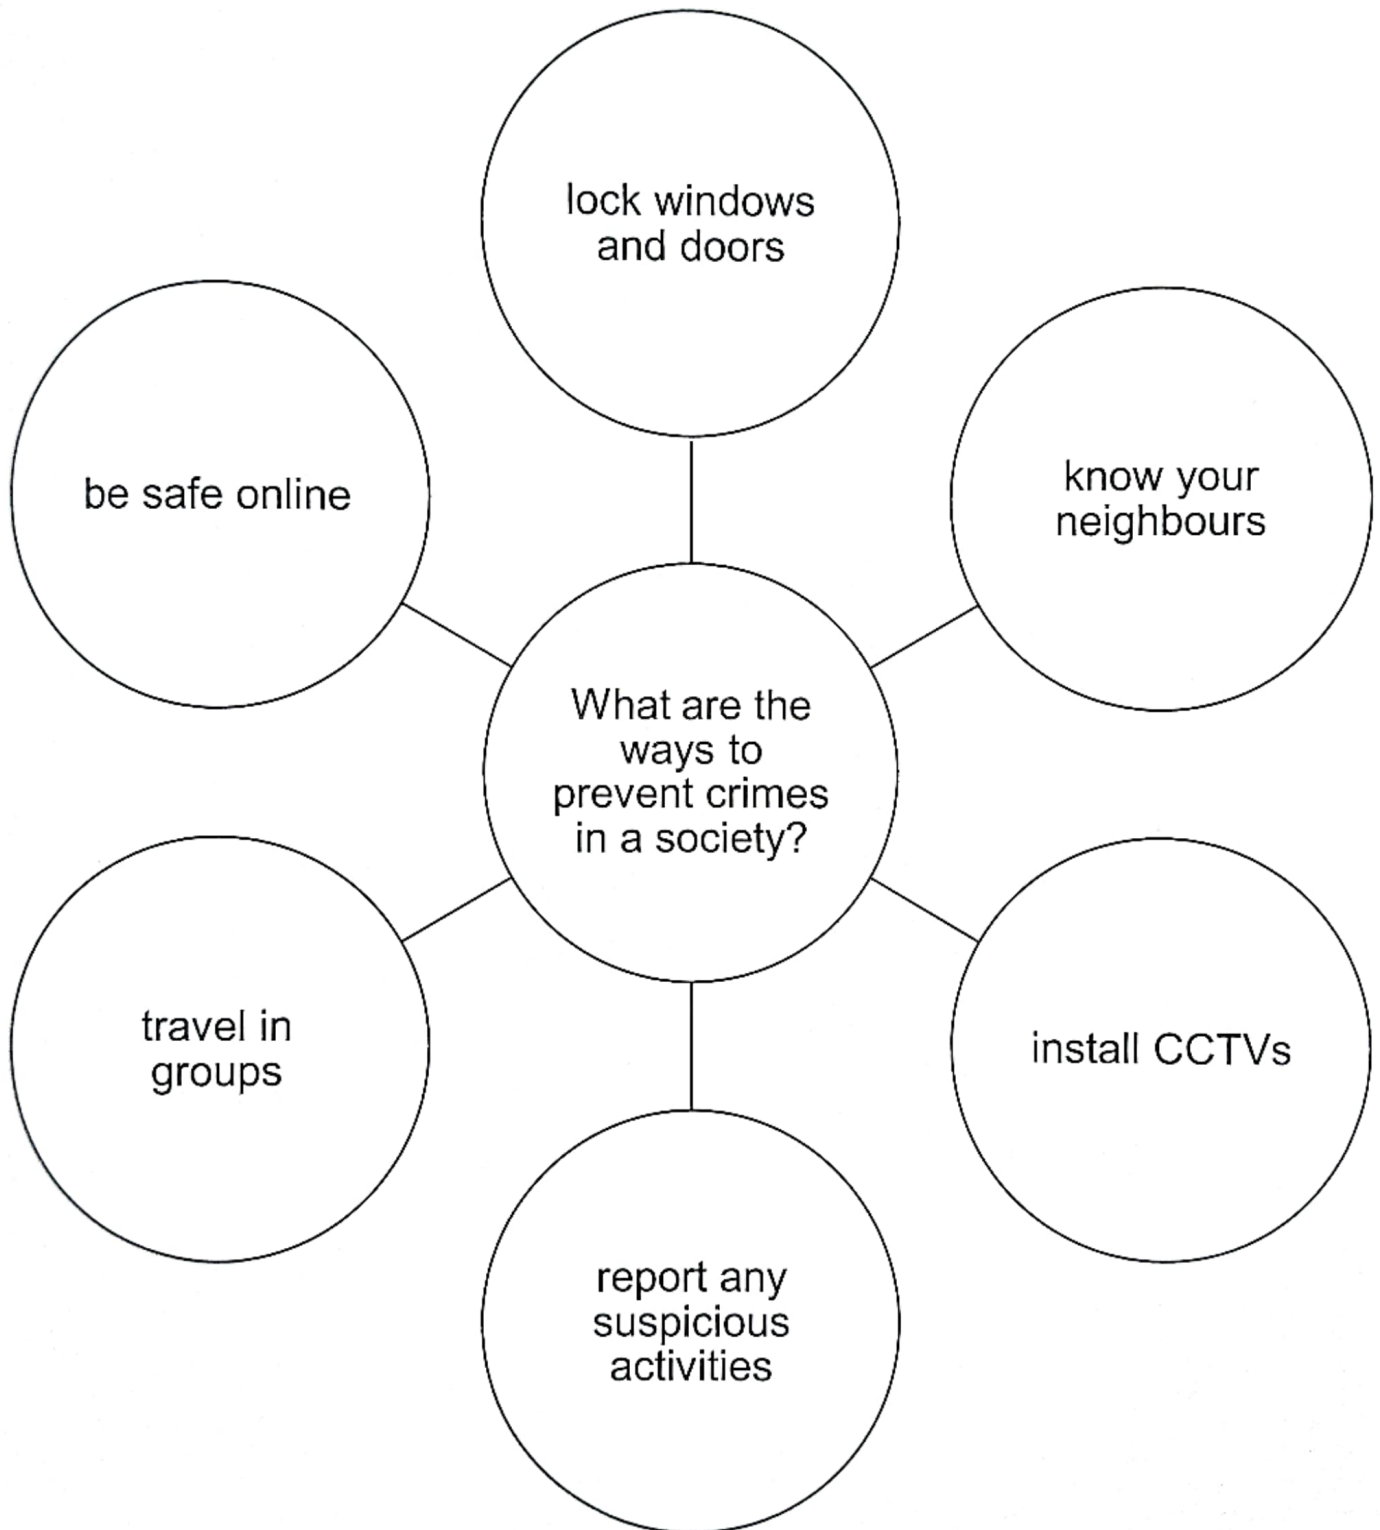 lock windows
and doors
be safe online
know your
neighbours
What are the
ways to
prevent crimes
in a society?
travel in
groups
install CCTVs
report any
suspicious
activities